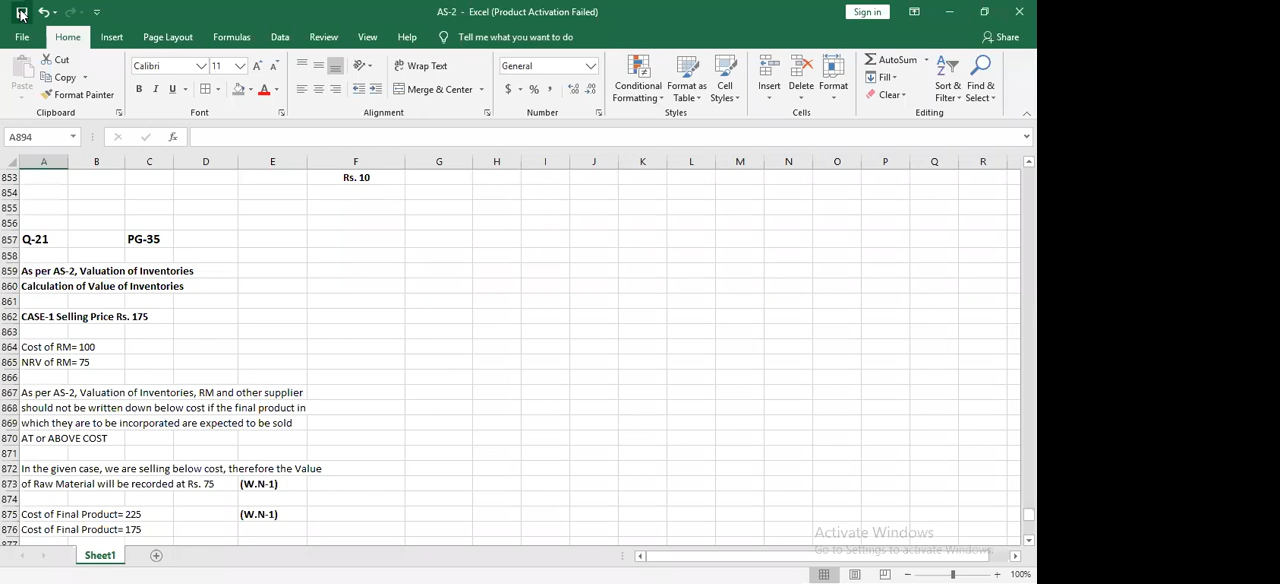 AS-2 - Excel (Product Activation Failed)
Sign in
File Home Insert Page Layout Formulas Data Review View Help Tell me what you want to do Share
Paste
Cut
Copy
Format Painter
Clipboard
Calibri 11
B I U
Font
Wrap Text
Merge & Center
Alignment
General
$ % ,
Number
Conditional Formatting
Format as Table
Cell Styles
Styles
Insert Delete Format
Cells
AutoSum
Fill
Clear
Sort & Filter
Find & Select
Editing
A894 fx
A B C D E F G H I J K L M N O P Q R
853 Rs. 10
854
855
856
857 Q-21 PG-35
858
859 As per AS-2, Valuation of Inventories
860 Calculation of Value of Inventories
861
862 CASE-1 Selling Price Rs. 175
863
864 Cost of RM= 100
865 NRV of RM= 75
866
867 As per AS-2, Valuation of Inventories, RM and other supplier
868 should not be written down below cost if the final product in
869 which they are to be incorporated are expected to be sold
870 AT or ABOVE COST
871
872 In the given case, we are selling below cost, therefore the Value
873 of Raw Material will be recorded at Rs. 75 (W.N-1)
874
875 Cost of Final Product= 225 (W.N-1)
876 Cost of Final Product= 175
877
Activate Windows
Go to Settings to activate Windows.
Sheet1
100%